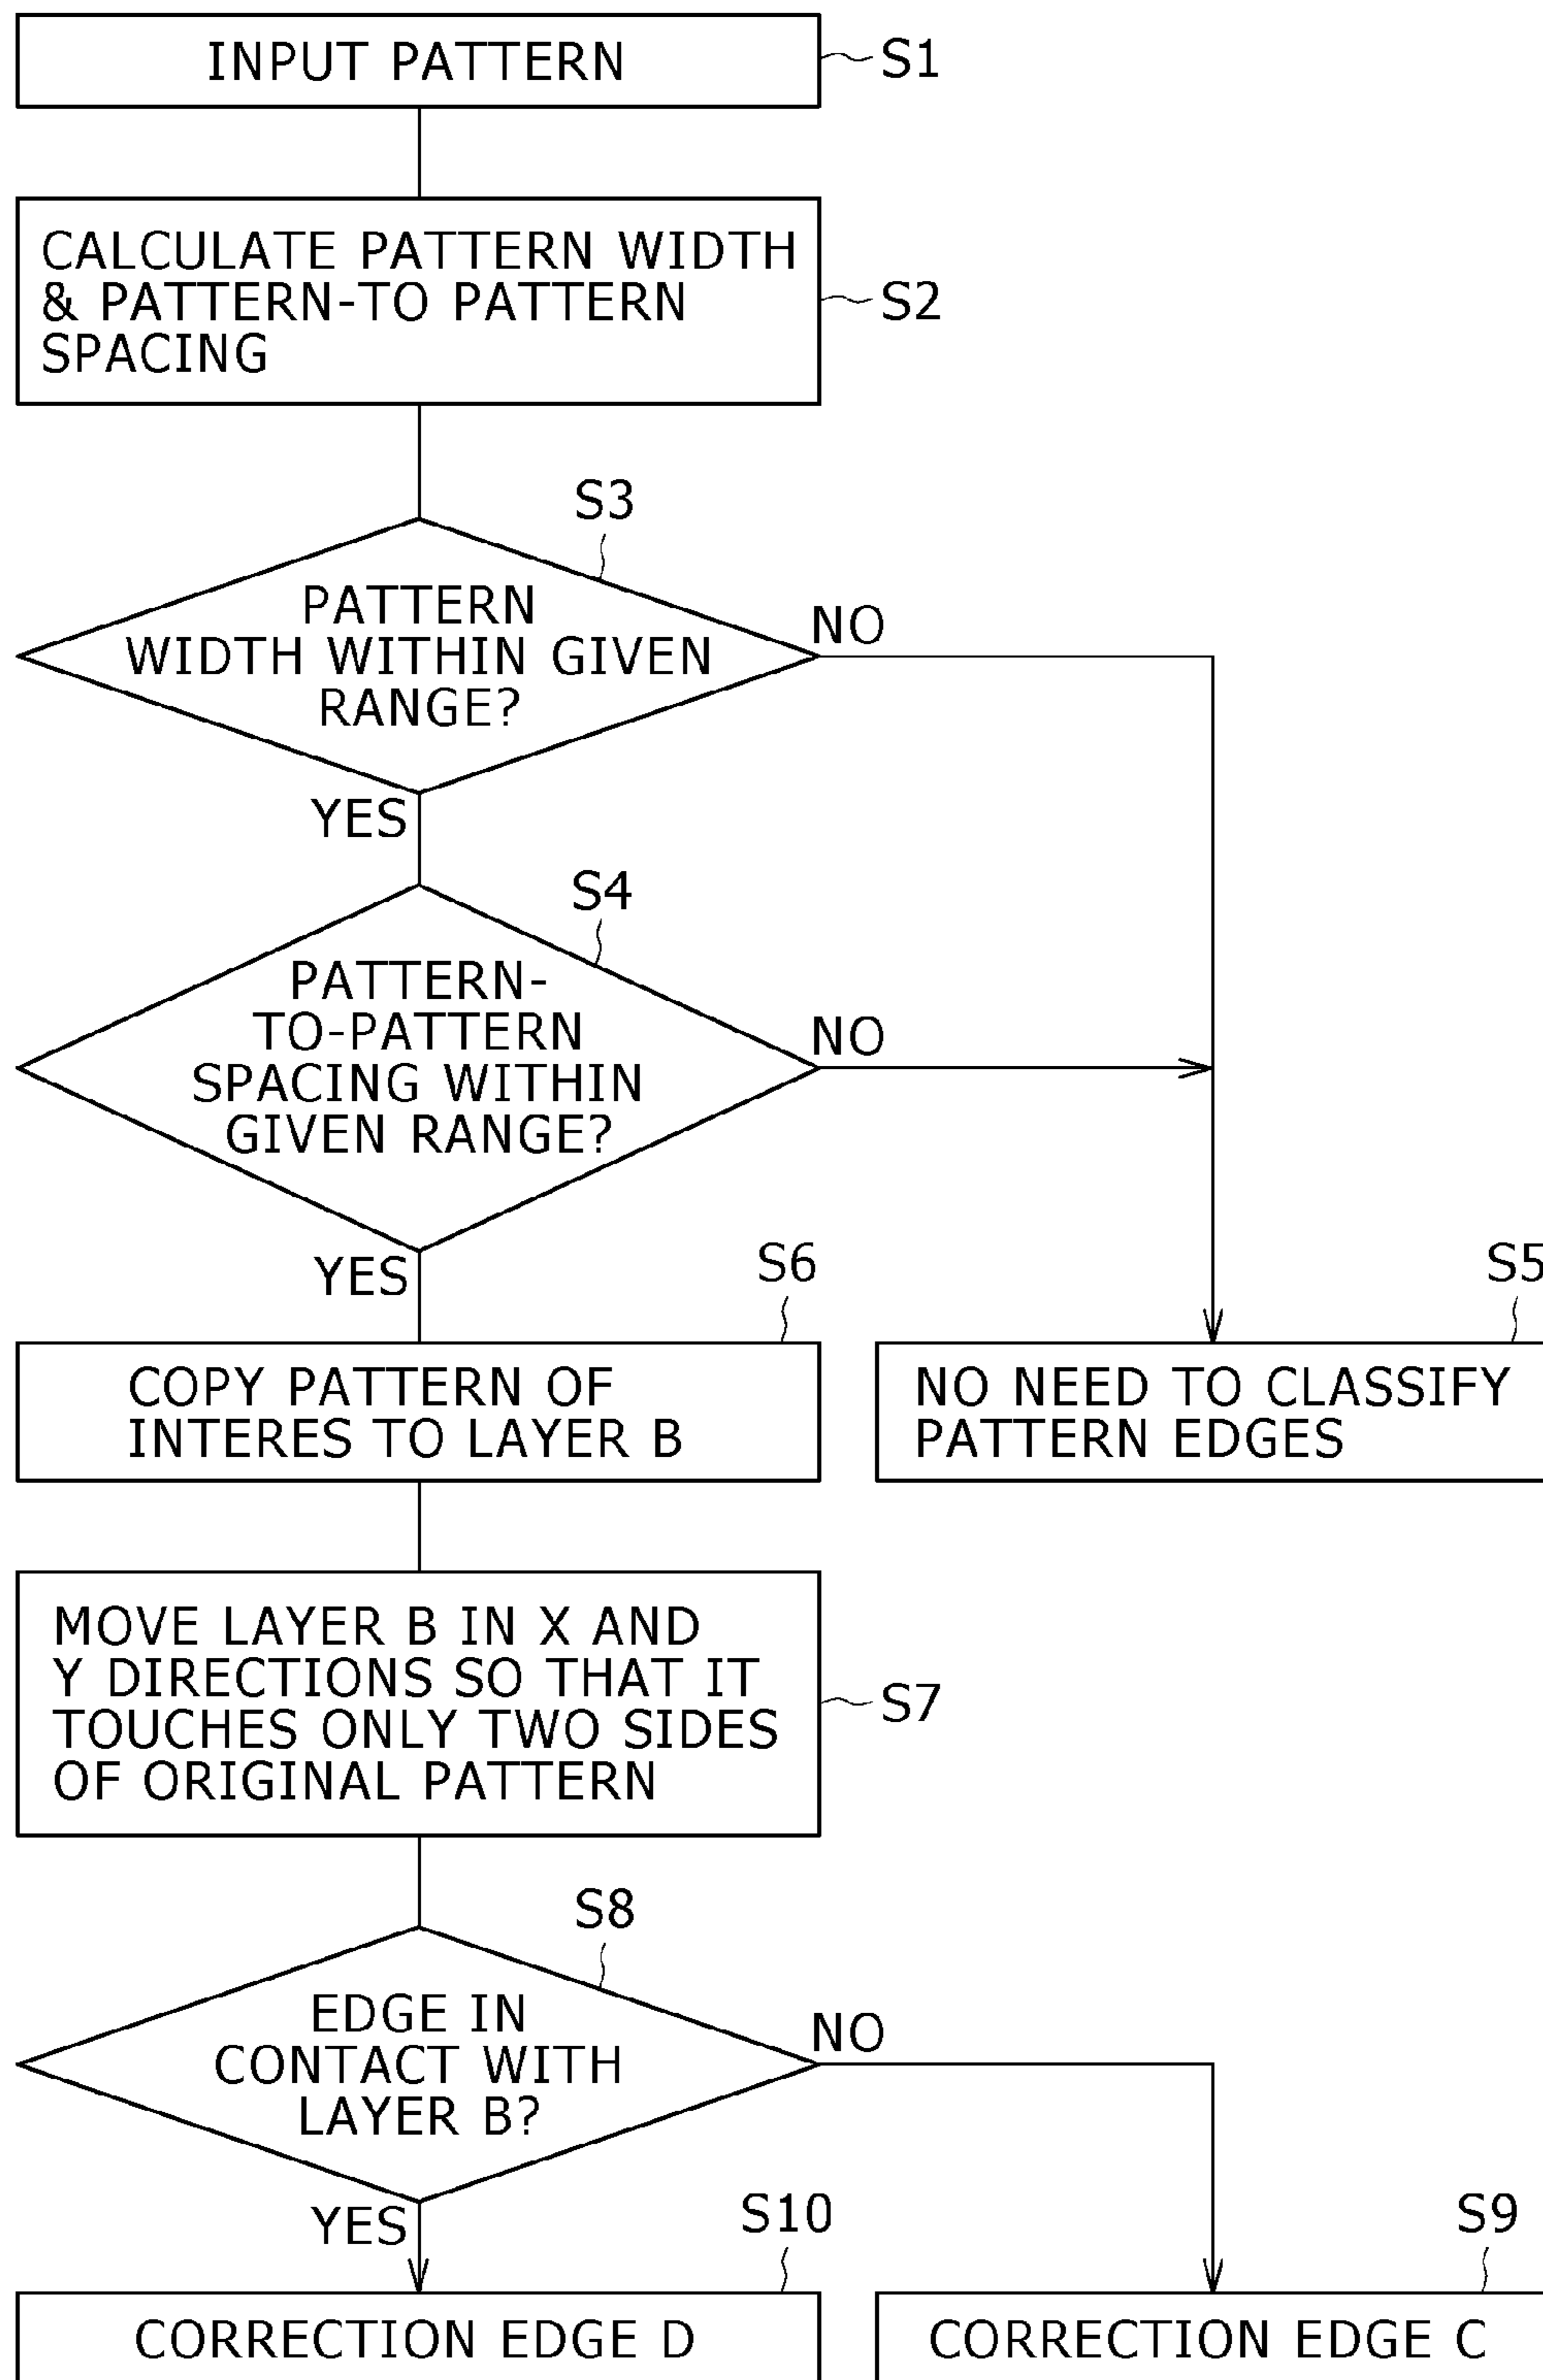 INPUT PATTERN
S1
CALCULATE PATTERN WIDTH
& PATTERN-TO PATTERN
SPACING
S2
S3
PATTERN
WIDTH WITHIN GIVEN
RANGE?
NO
YES
S4
PATTERN-
TO-PATTERN
SPACING WITHIN
GIVEN RANGE?
NO
YES
S6
COPY PATTERN OF
INTERES TO LAYER B
S5
NO NEED TO CLASSIFY
PATTERN EDGES
MOVE LAYER B IN X AND
Y DIRECTIONS SO THAT IT
TOUCHES ONLY TWO SIDES
OF ORIGINAL PATTERN
S7
S8
EDGE IN
CONTACT WITH
LAYER B?
NO
YES
S10
CORRECTION EDGE D
S9
CORRECTION EDGE C